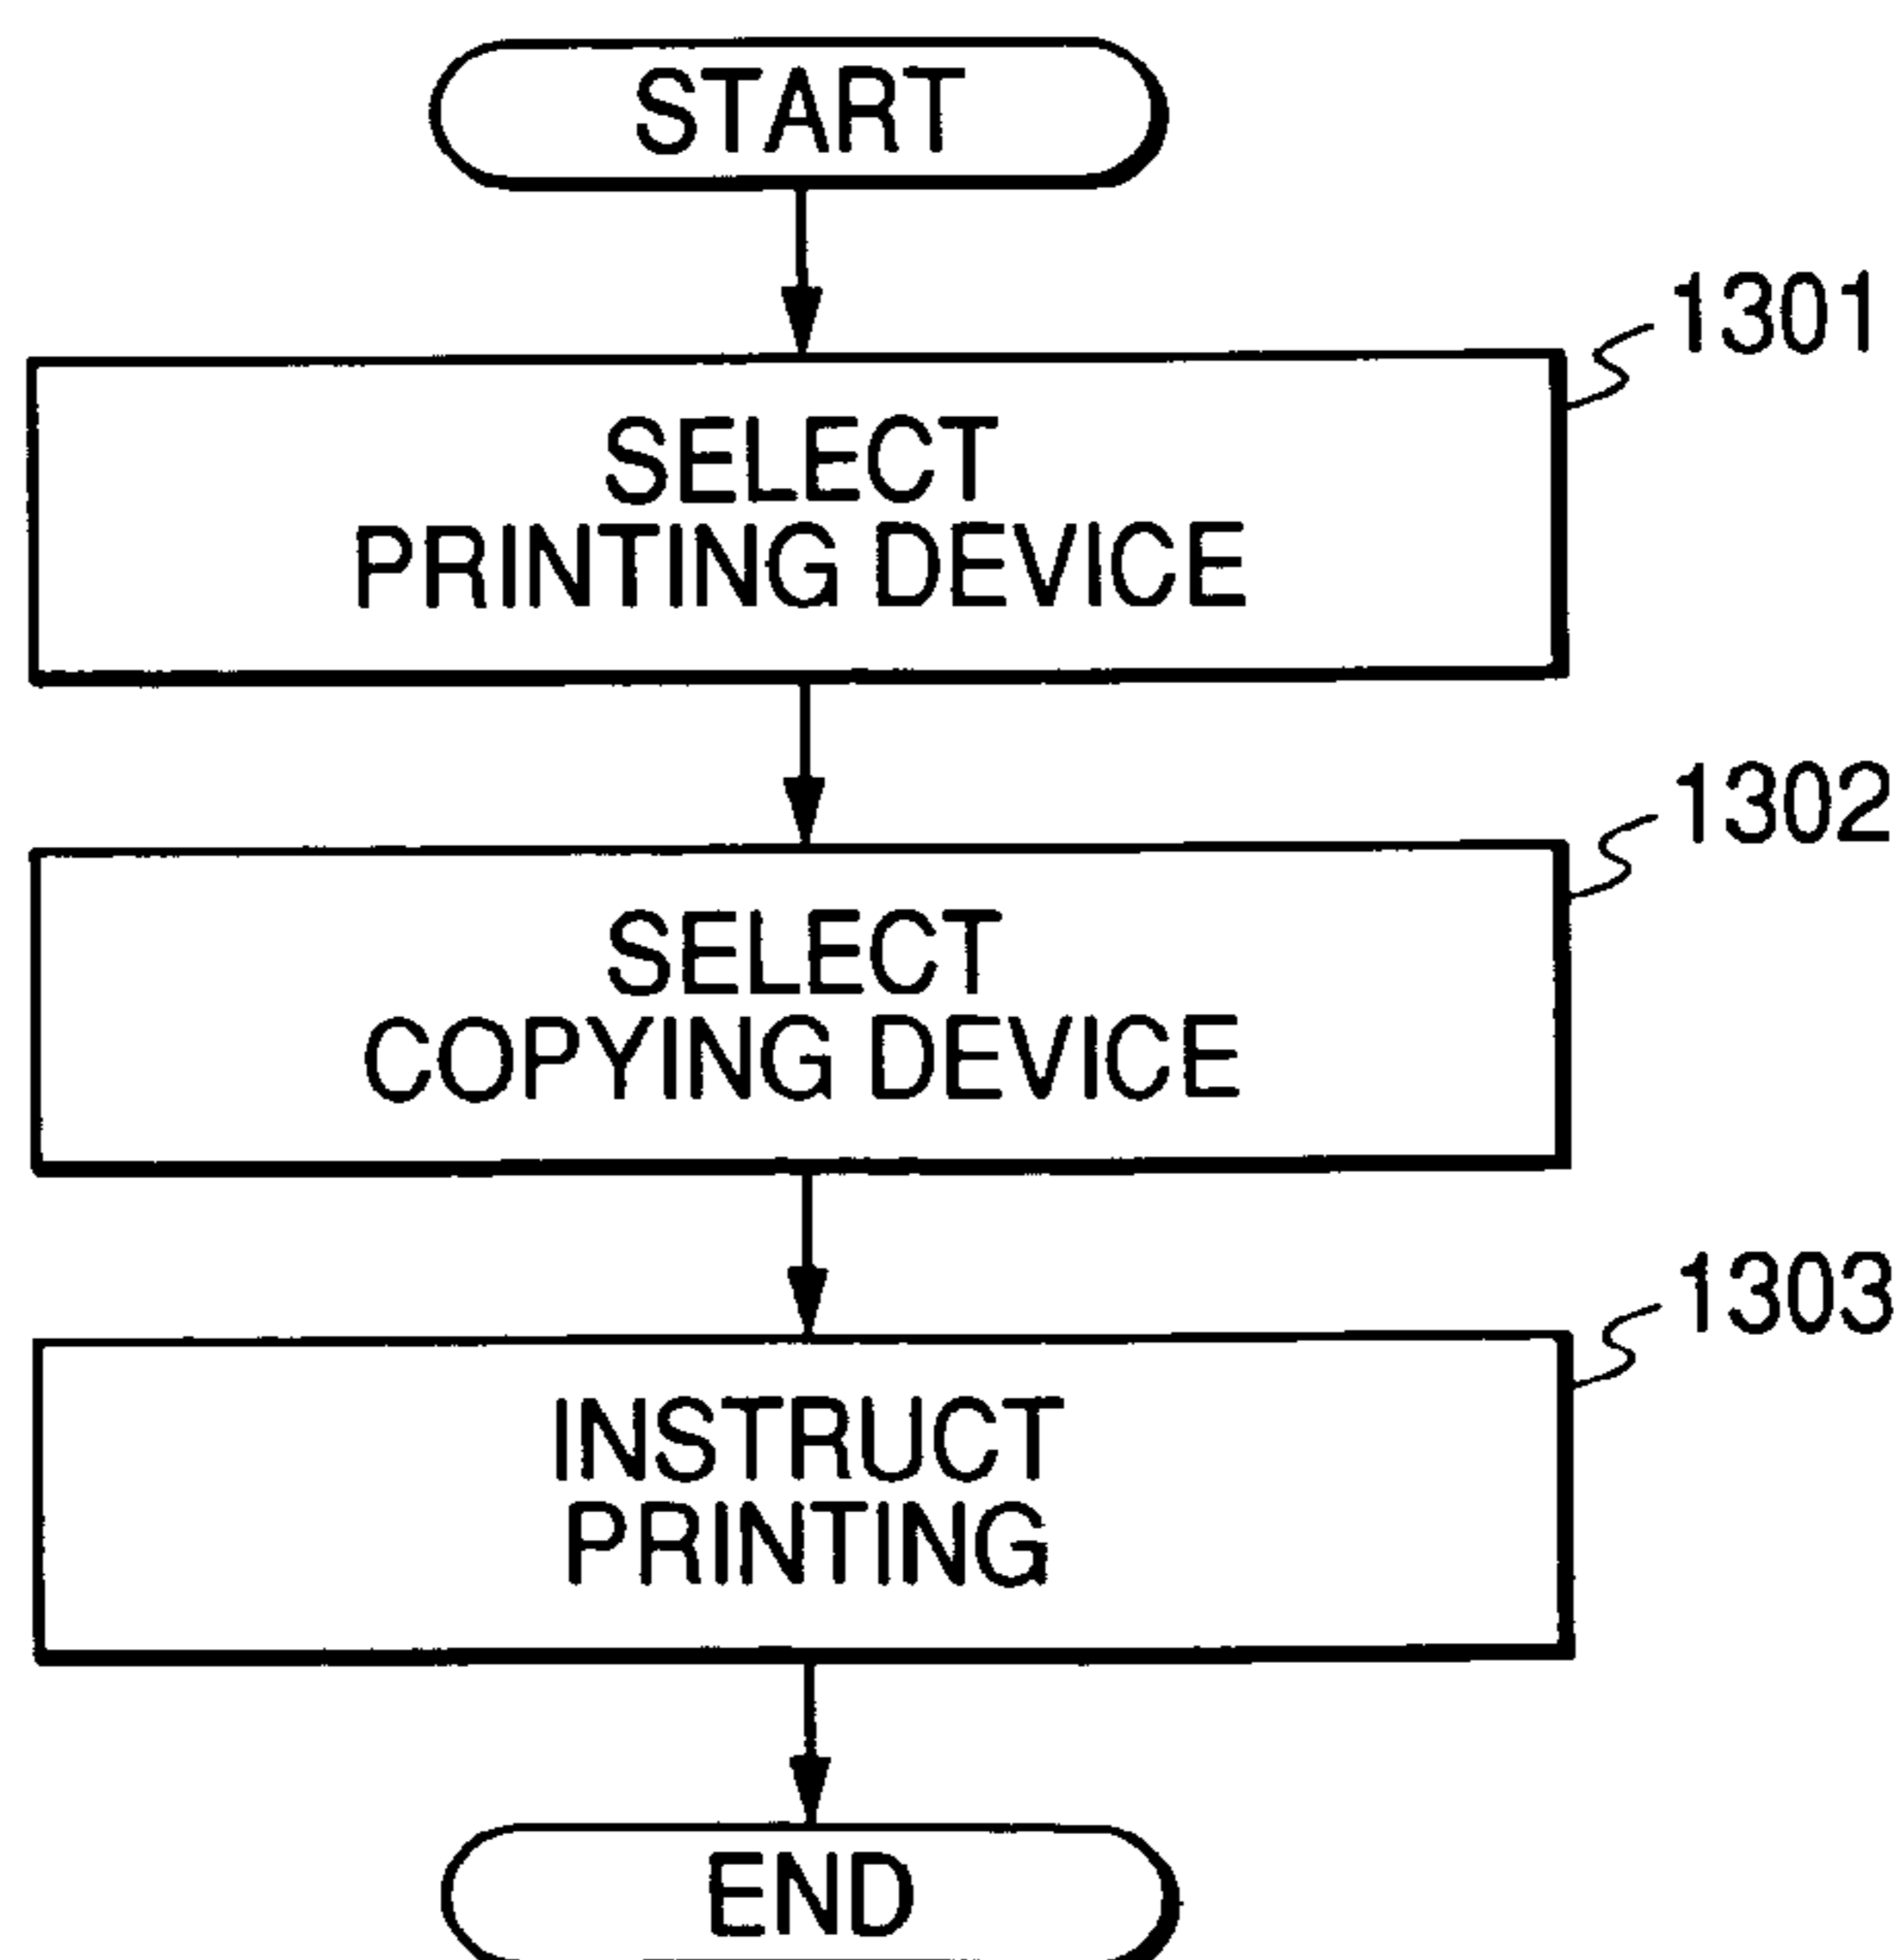 START
1301
SELECT
PRINTING DEVICE
1302
SELECT
COPYING DEVICE
1303
INSTRUCT
PRINTING
END